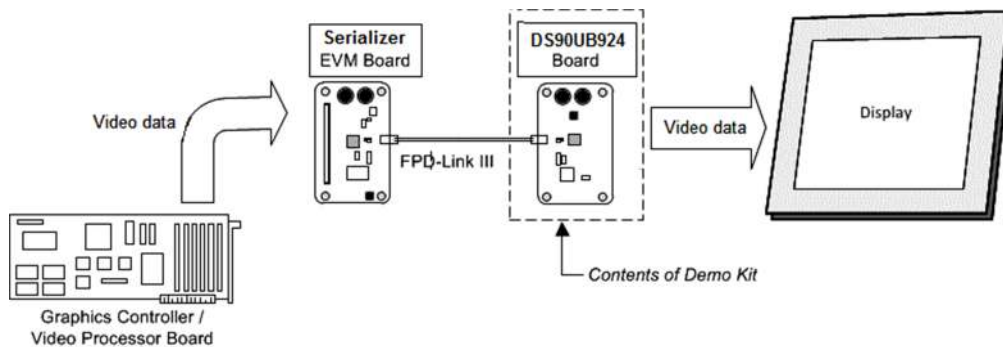 Serializer
EVM Board
DS90UB924
Board
Video data
FPD-Link III
Video data
Display
Contents of Demo Kit
Graphics Controller /
Video Processor Board